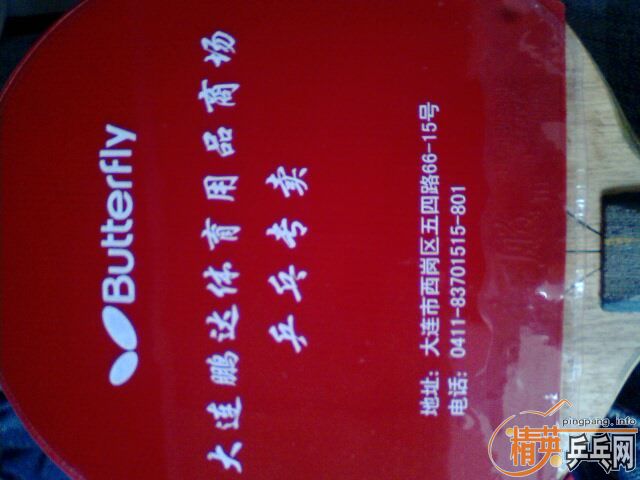 Butterfly
大连鹏达体育用品商场
乒乓专卖
地址: 大连市西岗区五四路66-15号
电话: 0411-83701515-801
pingpang.info
精英乒乓网